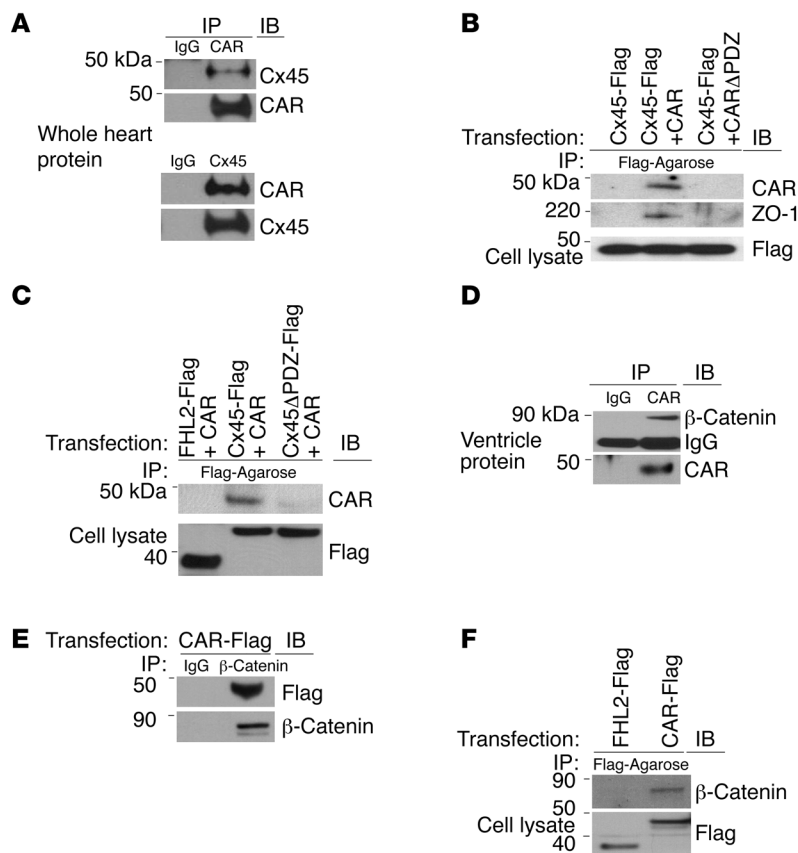 A
IP IB
IgG CAR
50 kDa
Cx45
50
CAR
Whole heart
protein
IgG Cx45
CAR
Cx45
B
Cx45-Flag
Cx45-Flag
+CAR
Cx45-Flag
+CARΔPDZ
Transfection: IB
IP: Flag-Agarose
50 kDa
CAR
220
ZO-1
50
Cell lysate
Flag
C
FHL2-Flag
+ CAR
Cx45-Flag
+ CAR
Cx45ΔPDZ-Flag
+ CAR
Transfection: IB
IP: Flag-Agarose
50 kDa
CAR
Cell lysate
40
Flag
D
IP IB
IgG CAR
90 kDa
β-Catenin
Ventricle
protein
IgG
50
CAR
E
Transfection: CAR-Flag IB
IP: IgG β-Catenin
50
Flag
90
β-Catenin
F
FHL2-Flag
CAR-Flag
Transfection: IB
IP: Flag-Agarose
90
β-Catenin
50
Cell lysate
Flag
40